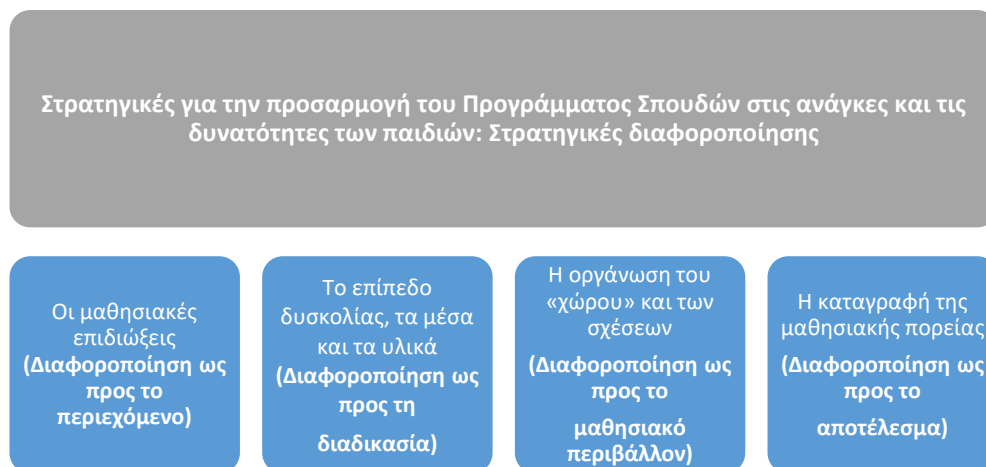 Στρατηγικές για την προσαρμογή του Προγράμματος Σπουδών στις ανάγκες και τις
δυνατότητες των παιδιών: Στρατηγικές διαφοροποίησης
Οι μαθησιακές
επιδιώξεις
(Διαφοροποίηση ως
προς το
περιεχόμενο)
Το επίπεδο
δυσκολίας, τα μέσα
και τα υλικά
(Διαφοροποίηση ως
προς τη
διαδικασία)
Η οργάνωση του
«χώρου» και των
σχέσεων
(Διαφοροποίηση ως
προς το
μαθησιακό
περιβάλλον)
Η καταγραφή της
μαθησιακής πορείας
(Διαφοροποίηση ως
προς το
αποτέλεσμα)